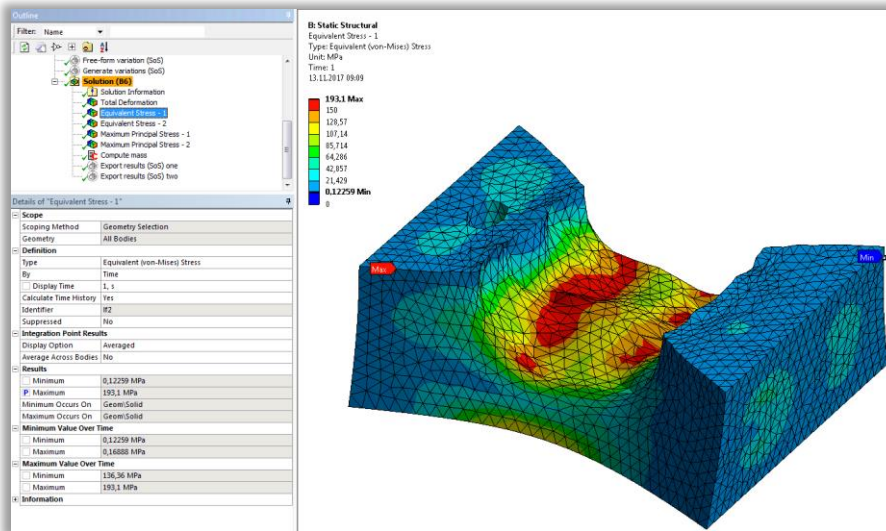 Outline
Filter: Name
Free-form variation (SoS)
Generate variations (SoS)
Solution (B6)
Solution Information
Total Deformation
Equivalent Stress - 1
Equivalent Stress - 2
Maximum Principal Stress - 1
Maximum Principal Stress - 2
Compute mass
Export results (SoS) one
Export results (SoS) two
Details of "Equivalent Stress - 1"
Scope
Scoping Method Geometry Selection
Geometry All Bodies
Definition
Type Equivalent (von-Mises) Stress
By Time
Display Time 1, s
Calculate Time History Yes
Identifier lf2
Suppressed No
Integration Point Results
Display Option Averaged
Average Across Bodies No
Results
Minimum 0,12259 MPa
P Maximum 193,1 MPa
Minimum Occurs On Geom\Solid
Maximum Occurs On Geom\Solid
Minimum Value Over Time
Minimum 0,12259 MPa
Maximum 0,16888 MPa
Maximum Value Over Time
Minimum 136,36 MPa
Maximum 193,1 MPa
Information
B: Static Structural
Equivalent Stress - 1
Type: Equivalent (von-Mises) Stress
Unit: MPa
Time: 1
13.11.2017 09:09
193,1 Max
150
128,57
107,14
85,714
64,286
42,857
21,429
0,12259 Min
0
Max
Min